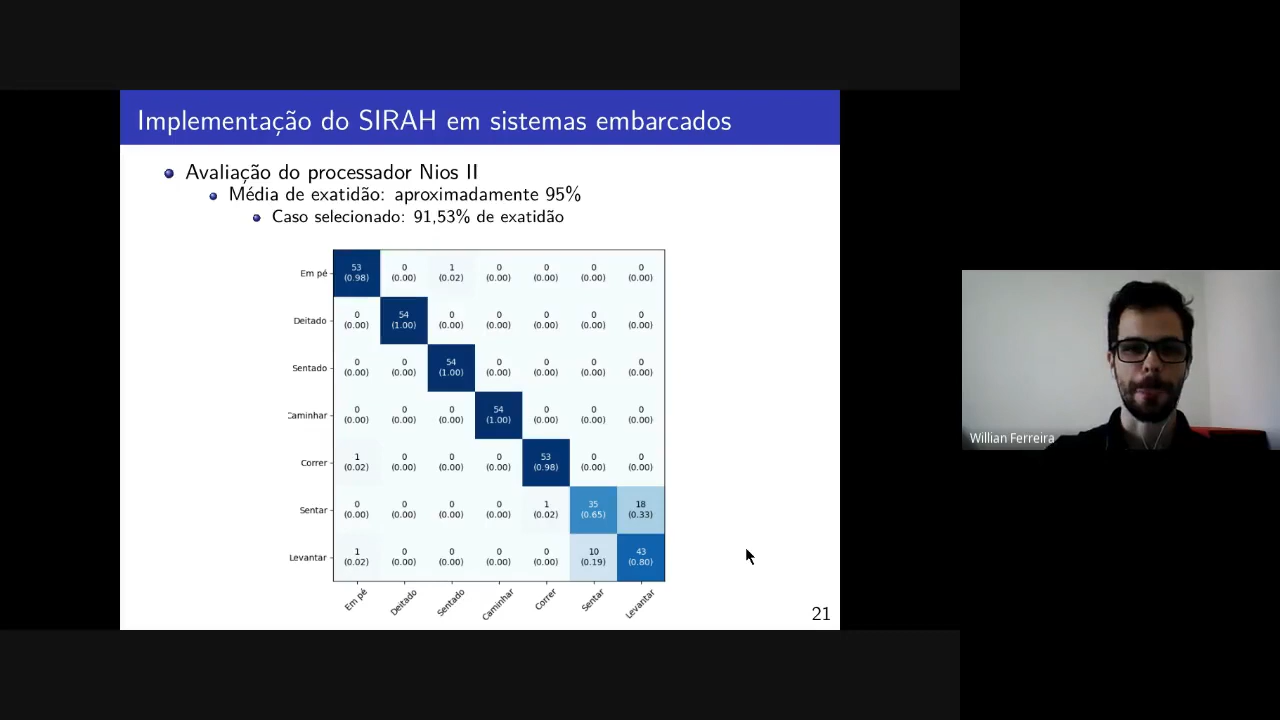 Implementação do SIRAH em sistemas embarcados
Avaliação do processador Nios II
Média de exatidão: aproximadamente 95%
Caso selecionado: 91,53% de exatidão
Em pé 53 0 1 0 0 0 0
(0.98) (0.00) (0.02) (0.00) (0.00) (0.00) (0.00)
Deitado 0 54 0 0 0 0 0
(0.00) (1.00) (0.00) (0.00) (0.00) (0.00) (0.00)
Sentado 0 0 54 0 0 0 0
(0.00) (0.00) (1.00) (0.00) (0.00) (0.00) (0.00)
Caminhar 0 0 0 54 0 0 0
(0.00) (0.00) (0.00) (1.00) (0.00) (0.00) (0.00)
Correr 1 0 0 0 53 0 0
(0.02) (0.00) (0.00) (0.00) (0.98) (0.00) (0.00)
Sentar 0 0 0 0 1 35 18
(0.00) (0.00) (0.00) (0.00) (0.02) (0.65) (0.33)
Levantar 1 0 0 0 0 10 43
(0.02) (0.00) (0.00) (0.00) (0.00) (0.19) (0.80)
Em pé Deitado Sentado Caminhar Correr Sentar Levantar
21
Willian Ferreira